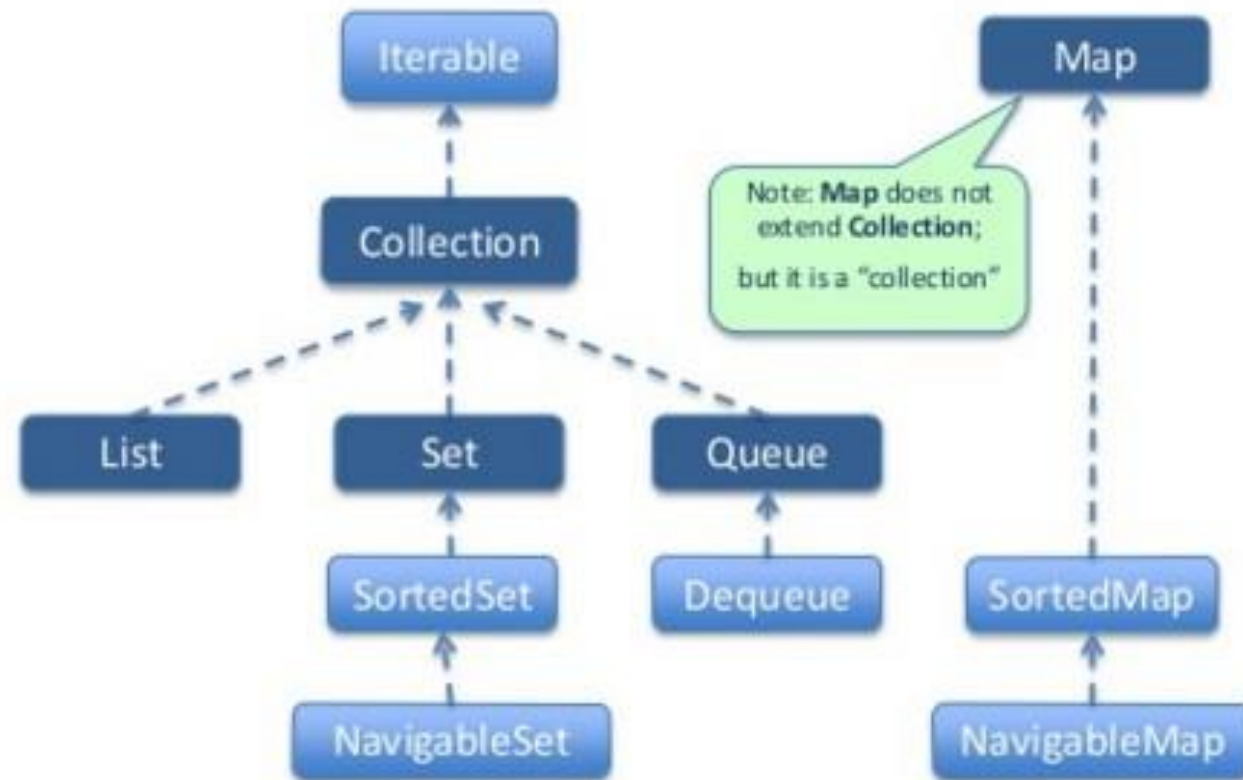 Iterable
Map
Note: Map does not
extend Collection;
but it is a “collection”
Collection
List
Set
Queue
SortedSet
Dequeue
SortedMap
NavigableSet
NavigableMap